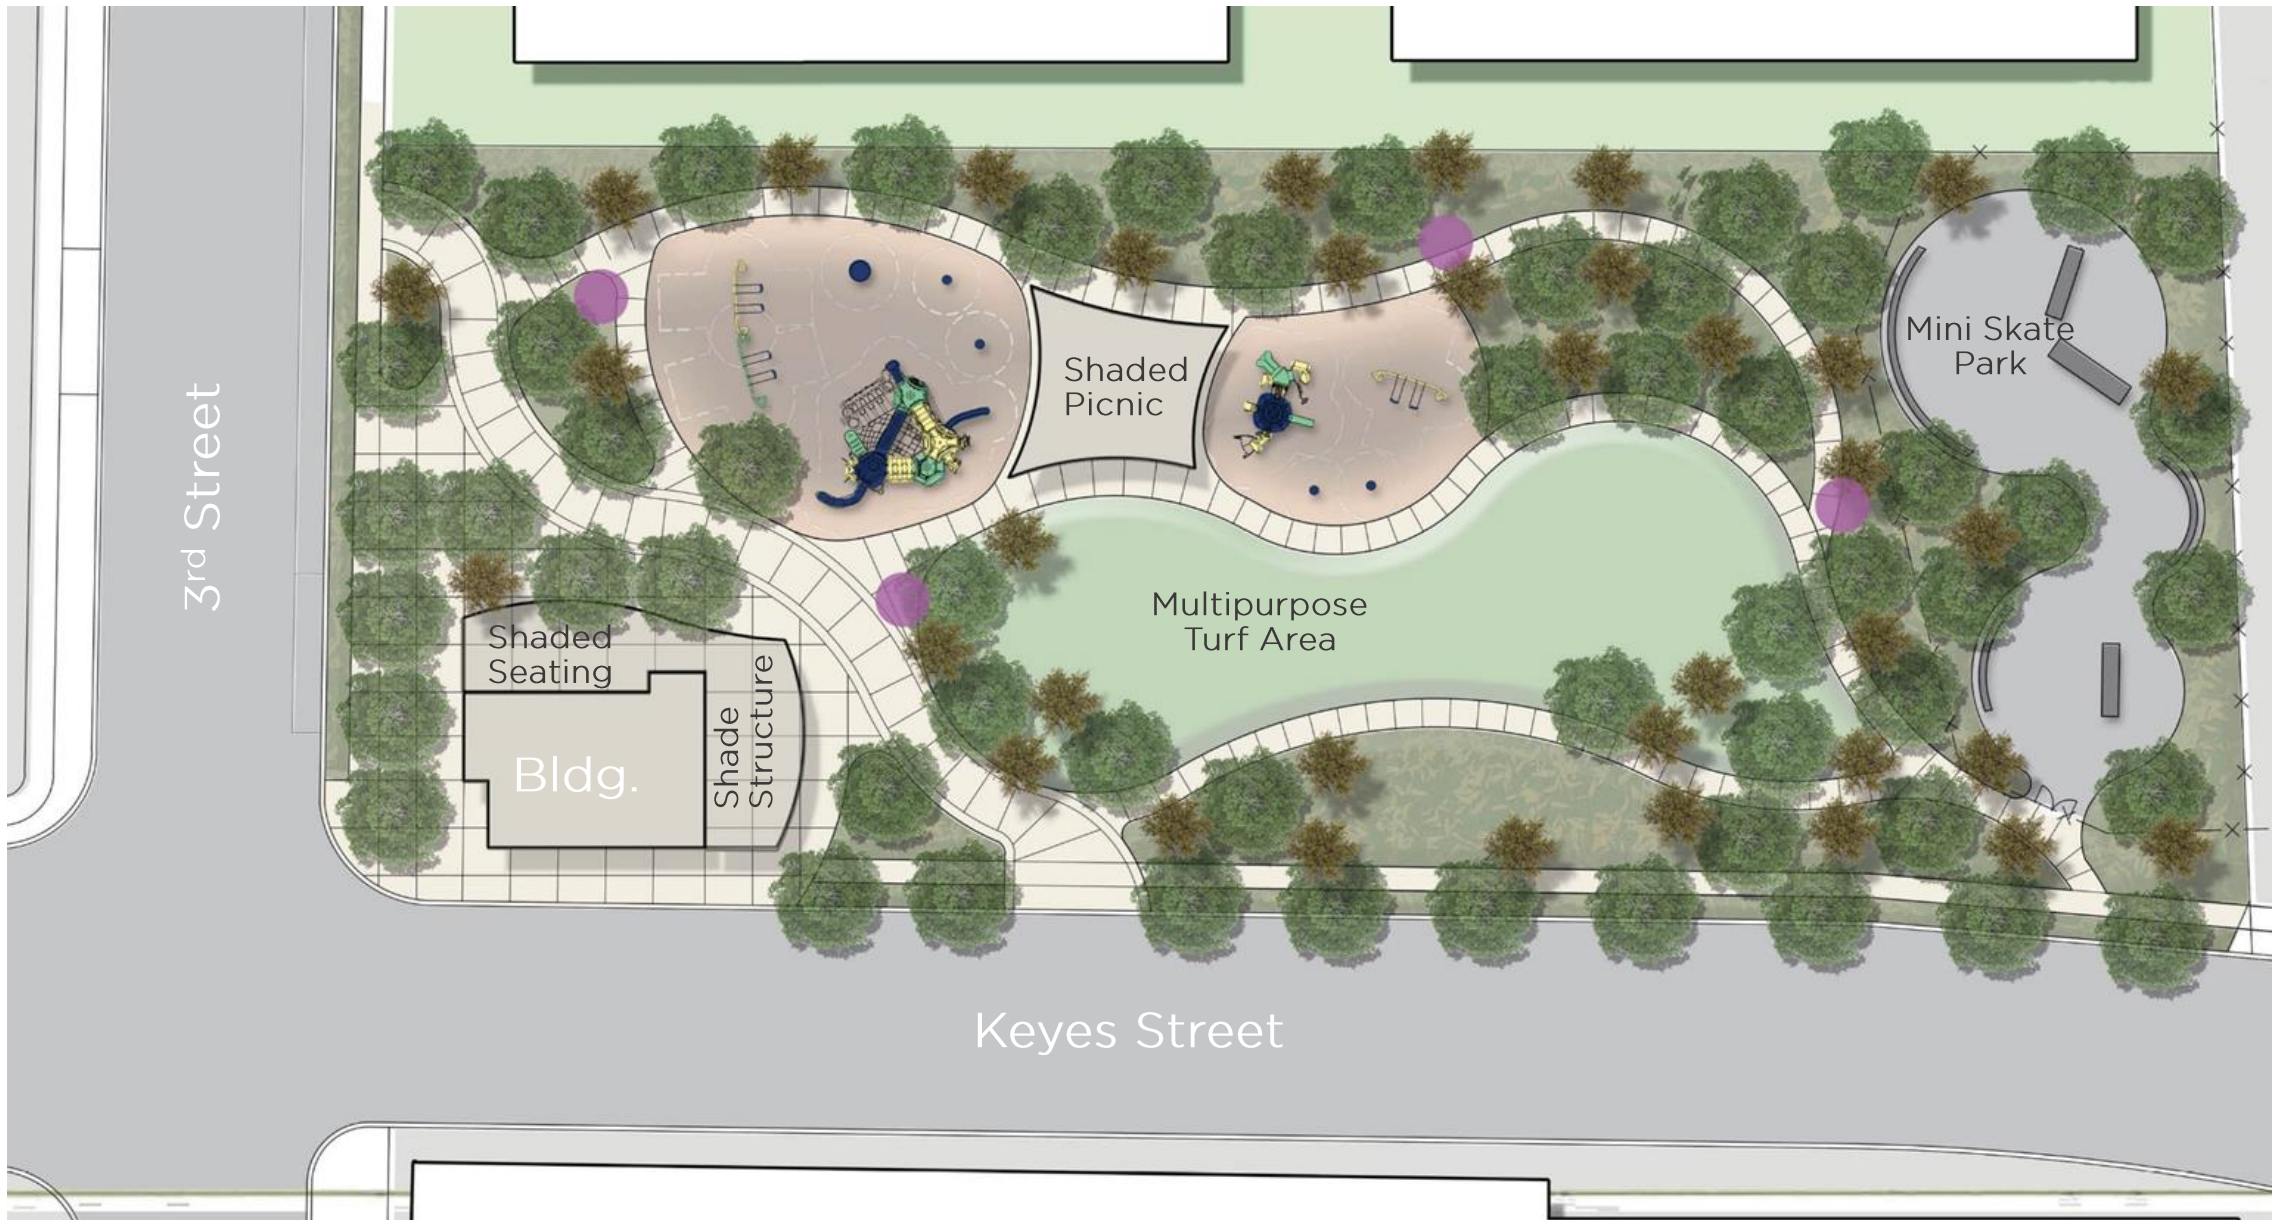 Mini Skate
Park
Shaded
Picnic
3rd Street
Multipurpose
Turf Area
Shaded
Seating
Shade
Structure
Bldg.
Keyes Street